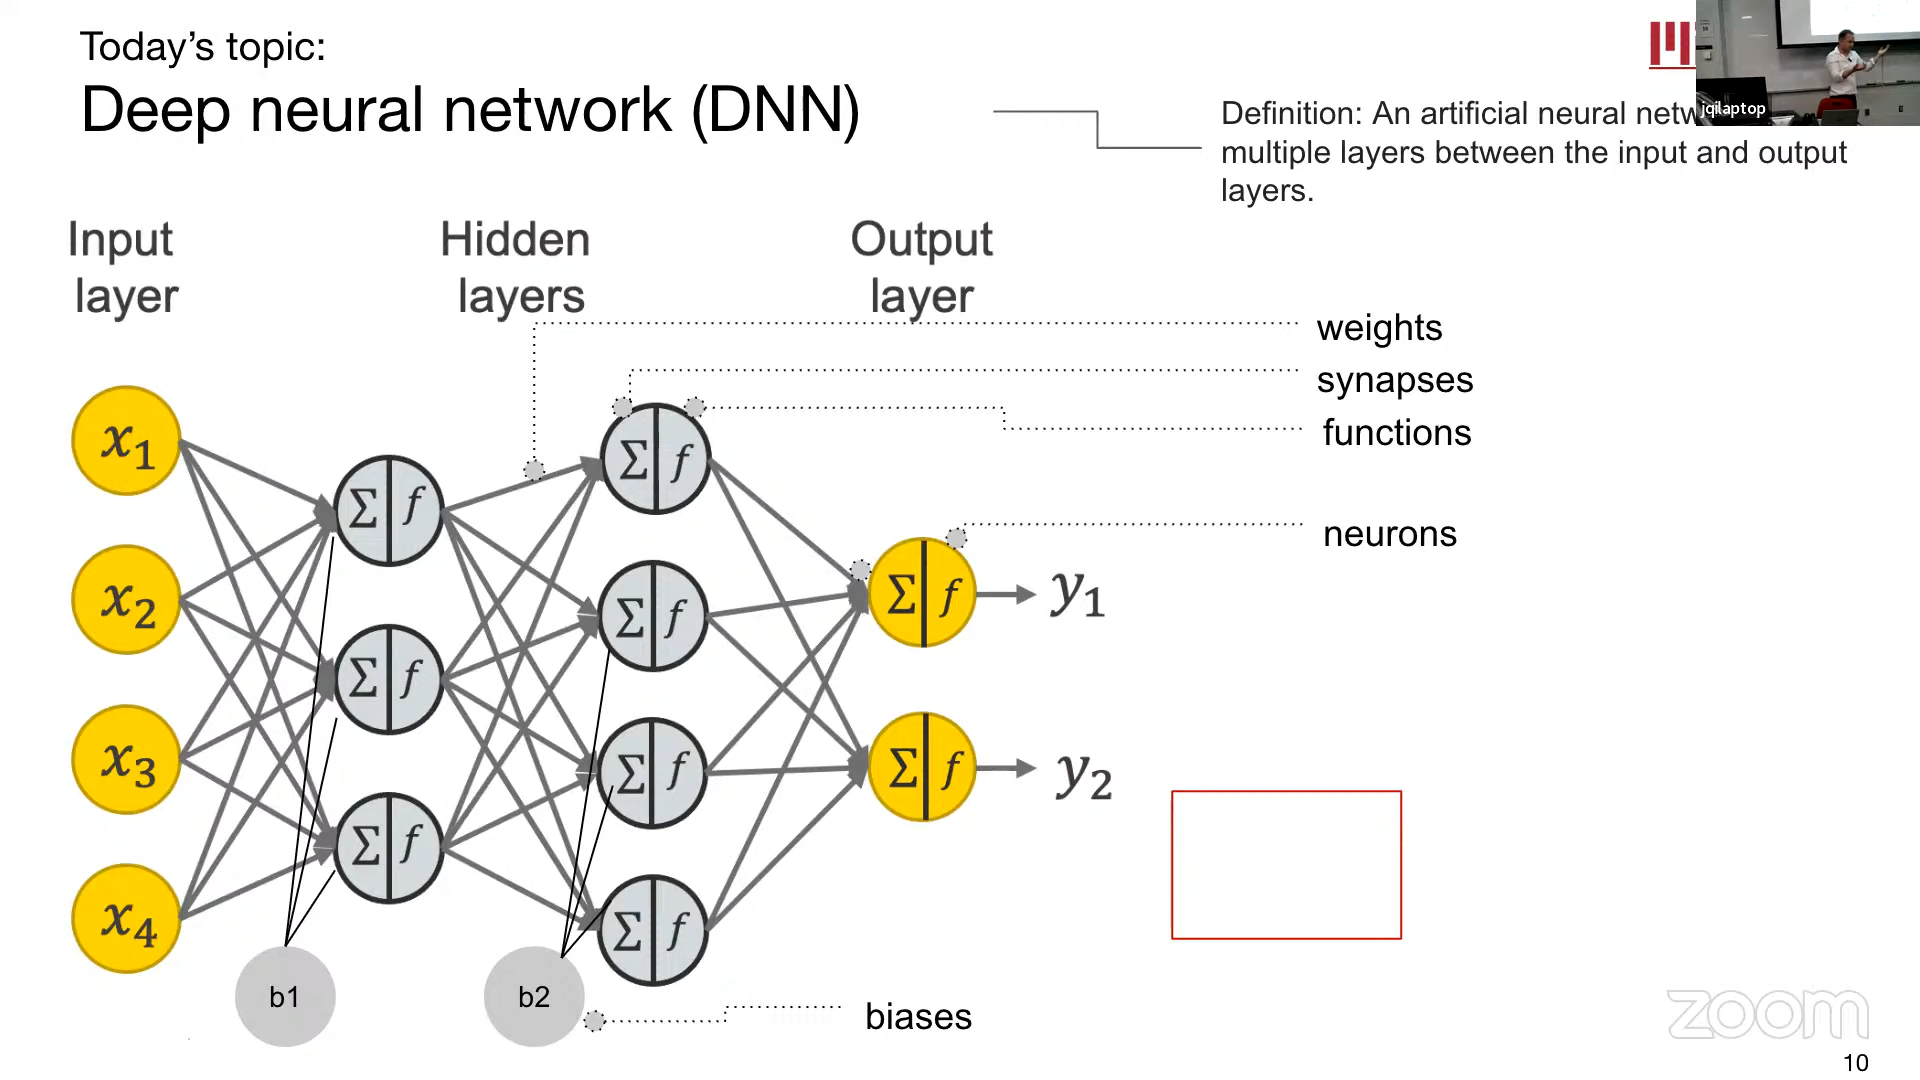 Today's topic:
Deep neural network (DNN)
jqilaptop
Definition: An artificial neural
multiple layers between the input and output
layers.
Input
layer
Hidden
layers
Output
layer
weights
synapses
functions
neurons
x1
x2
x3
x4
Σ f
Σ f
Σ f
Σ f
Σ f
Σ f
Σ f
Σ f
Σ f
y1
y2
b1
b2
biases
zoom
10